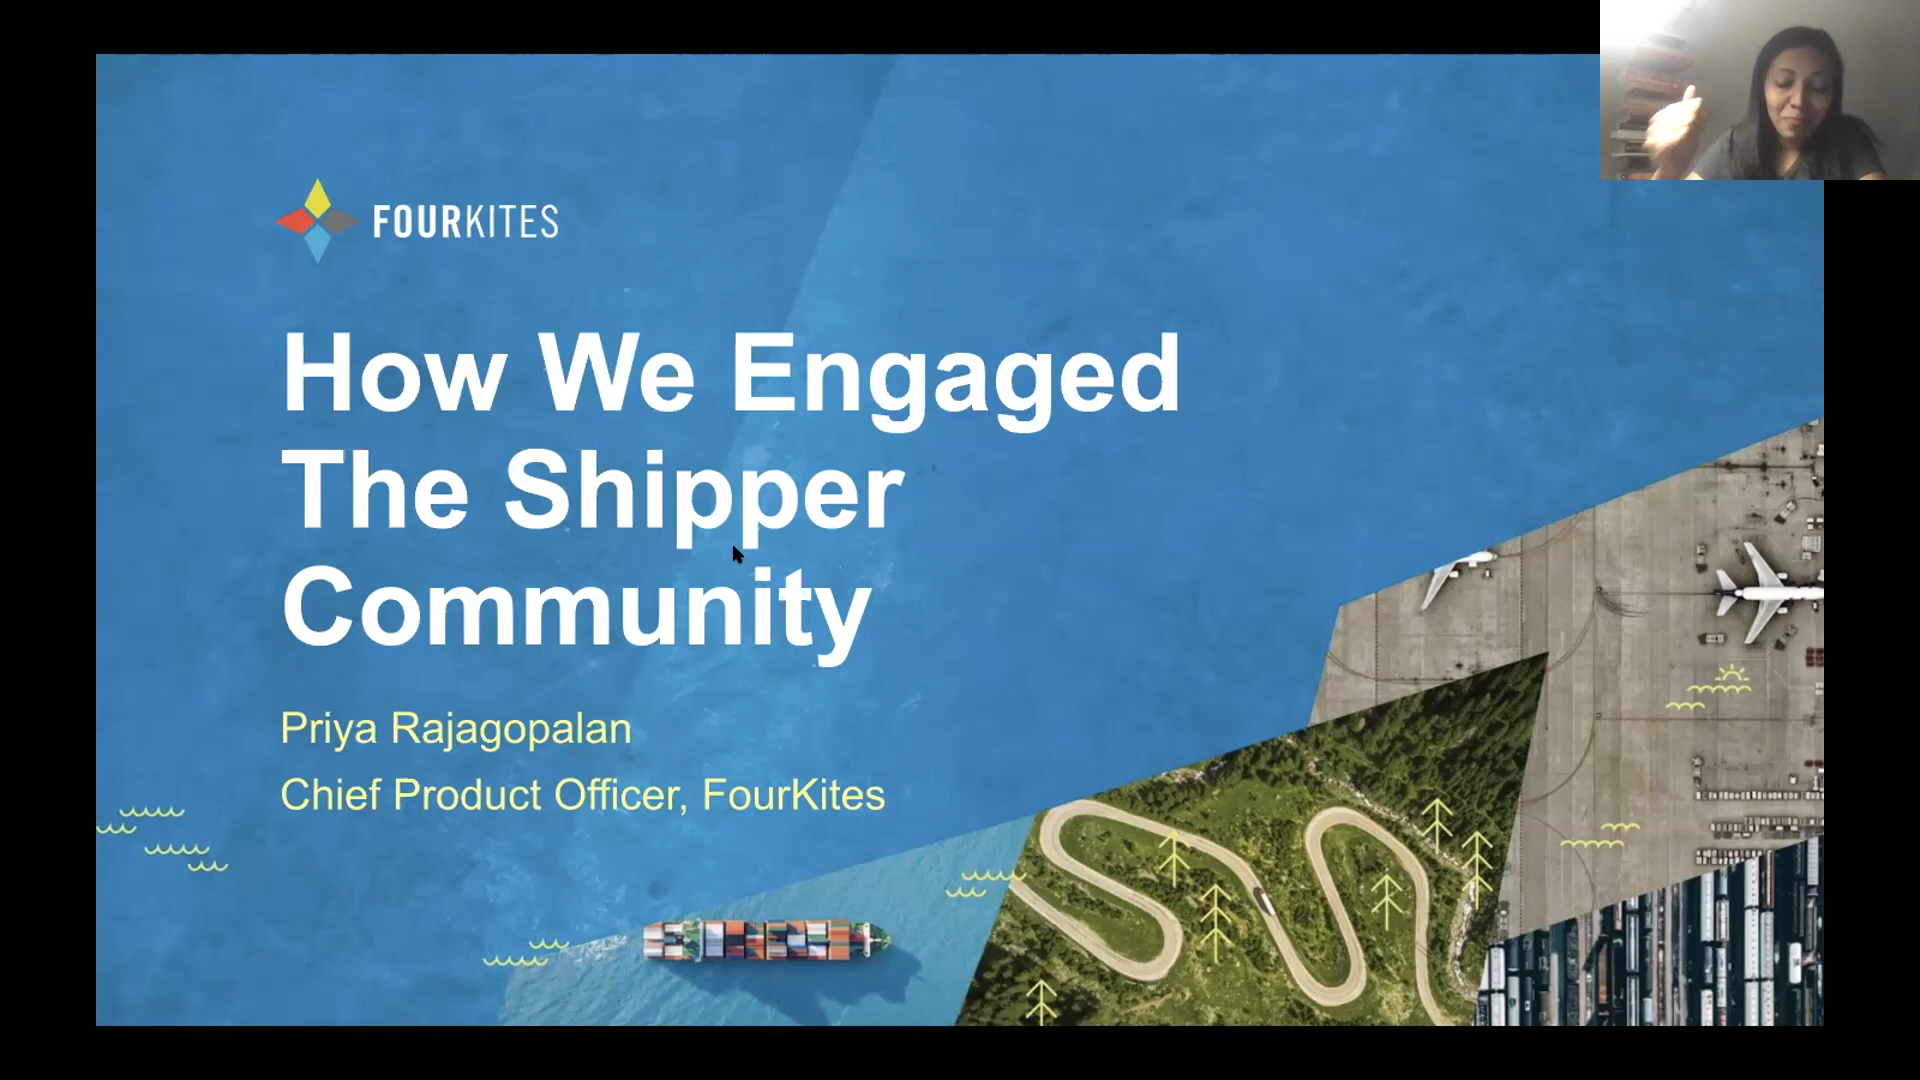 FOURKITES
How We Engaged
The Shipper
Community
Priya Rajagopalan
Chief Product Officer, FourKites